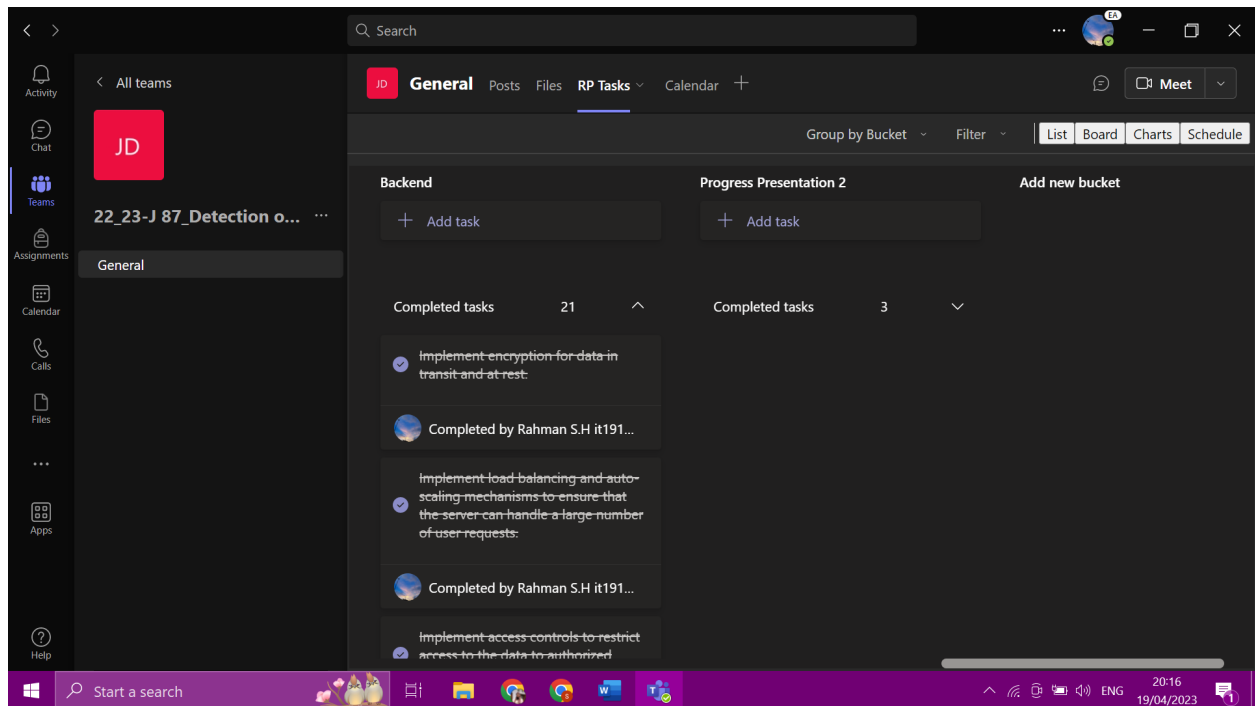 Search
EA
Activity
Chat
Teams
Assignments
Calendar
Calls
Files
Apps
Help
All teams
JD
22_23-J 87_Detection o...
General
JD
General
Posts
Files
RP Tasks
Calendar
Meet
Group by Bucket
Filter
List
Board
Charts
Schedule
Backend
Add task
Completed tasks 21
Implement encryption for data in
transit and at rest.
Completed by Rahman S.H it191...
Implement load balancing and auto-
scaling mechanisms to ensure that
the server can handle a large number
of user requests.
Completed by Rahman S.H it191...
Implement access controls to restrict
access to the data to authorized
Progress Presentation 2
Add task
Completed tasks 3
Add new bucket
Start a search
ENG
20:16
19/04/2023
1